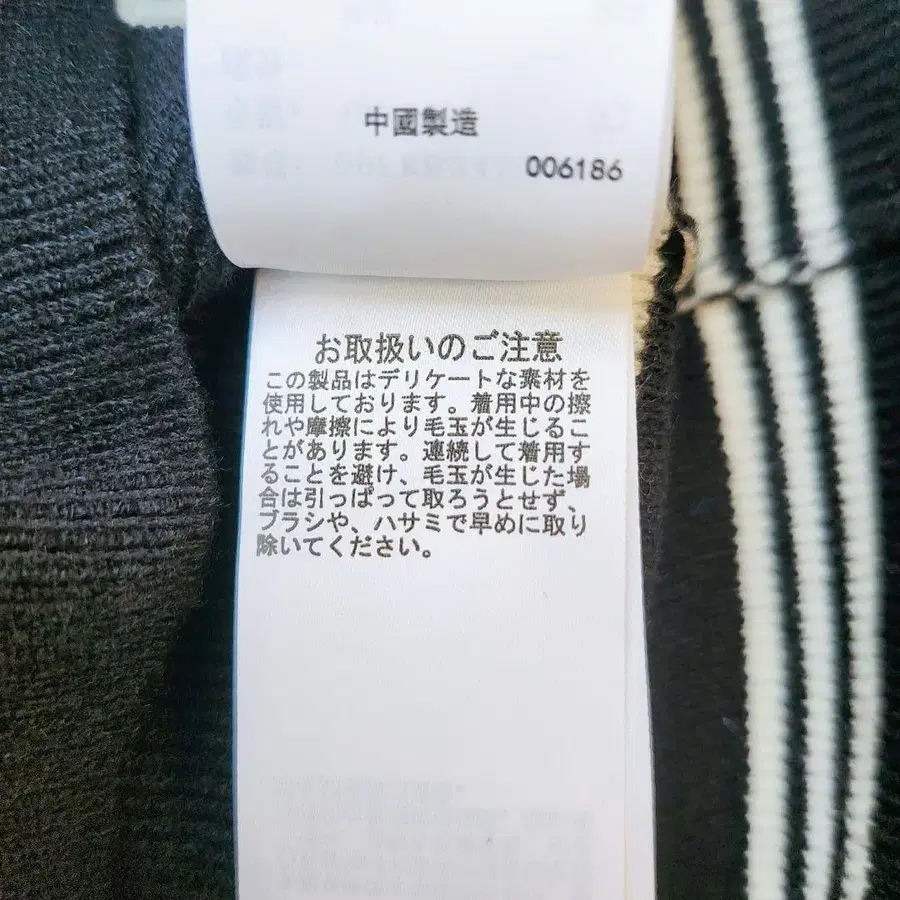 中國製造
006186
お取扱いのご注意
この製品はデリケートな素材を
使用しております。着用中の擦
れや摩擦により毛玉が生じるこ
とがあります。連続して着用す
ることを避け、毛玉が生じた場
合は引っぱって取ろうとせず、
ブラシや、ハサミで早めに取り
除いてください。